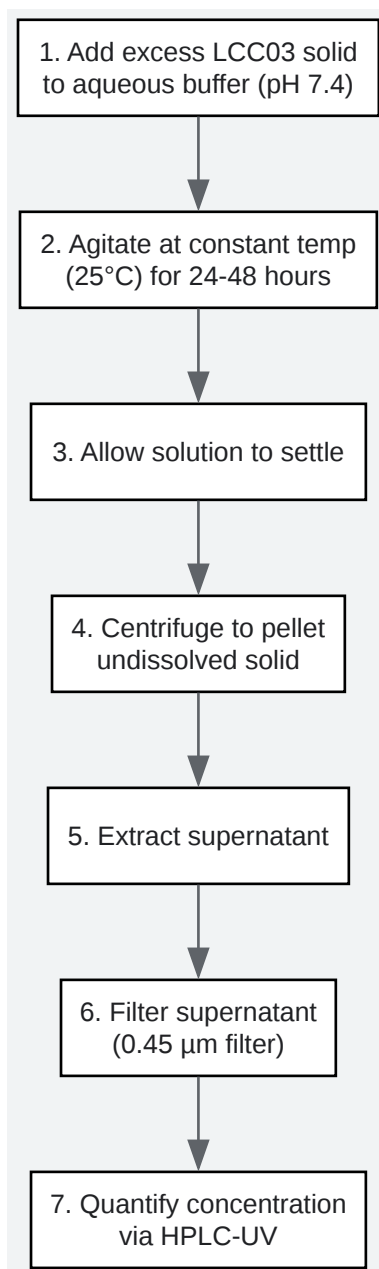 1. Add excess LCC03 solid
to aqueous buffer (pH 7.4)
2. Agitate at constant temp
(25°C) for 24-48 hours
3. Allow solution to settle
4. Centrifuge to pellet
undissolved solid
5. Extract supernatant
6. Filter supernatant
(0.45 µm filter)
7. Quantify concentration
via HPLC-UV